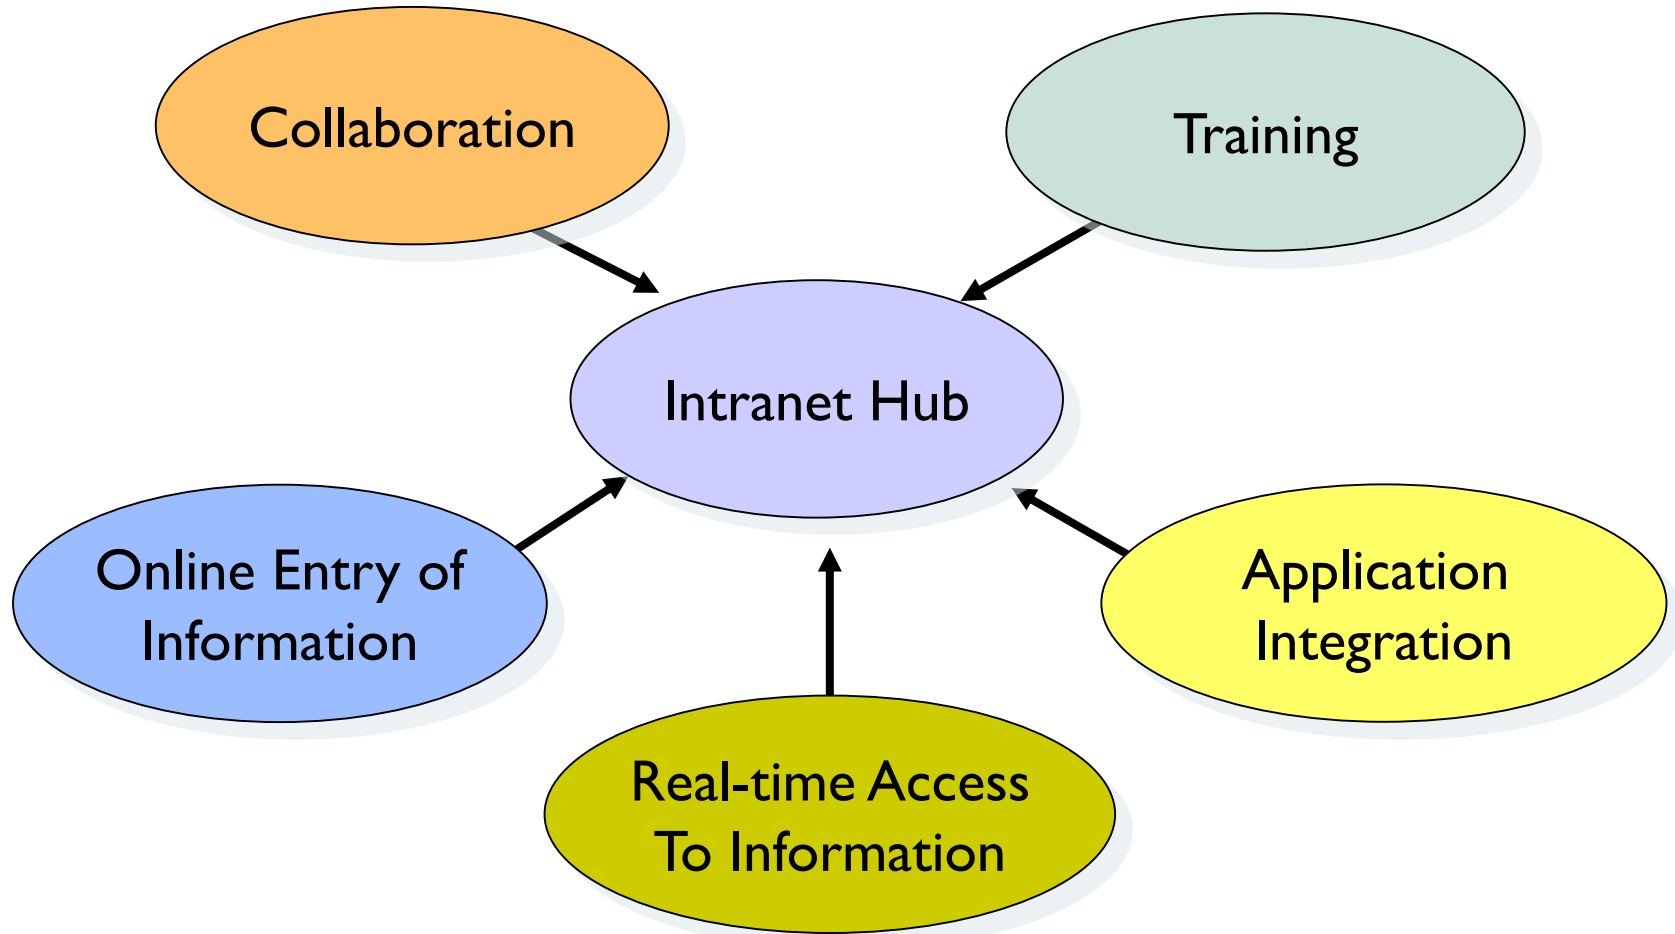 Collaboration
Training
Intranet Hub
Online Entry of
Information
Application
Integration
Real-time Access
To Information